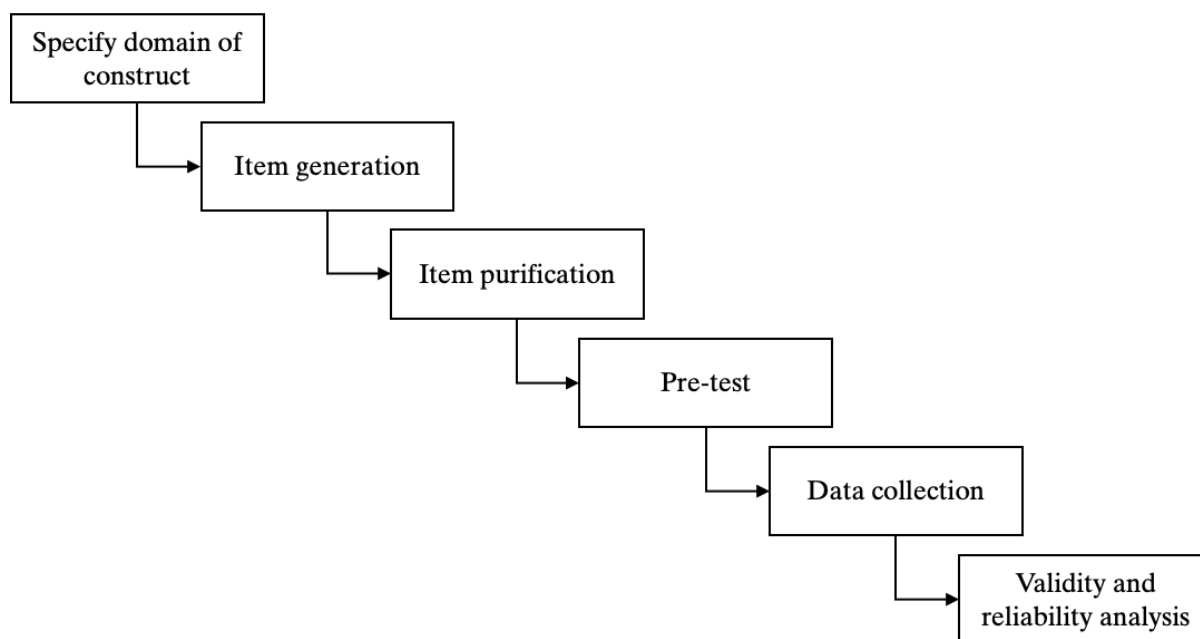 Specify domain of
construct
Item generation
Item purification
Pre-test
Data collection
Validity and
reliability analysis